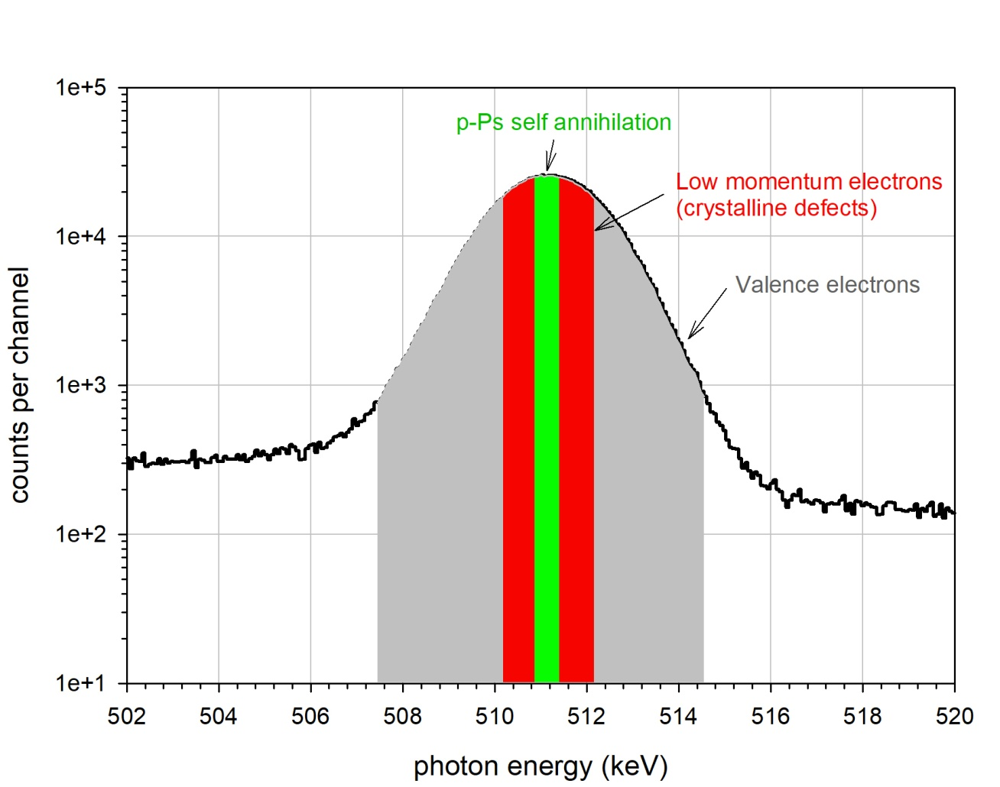 1e+5
p-Ps self annihilation
Low momentum electrons
(crystalline defects)
1e+4
Valence electrons
counts per channel
1e+3
1e+2
1e+1
502 504 506 508 510 512 514 516 518 520
photon energy (keV)